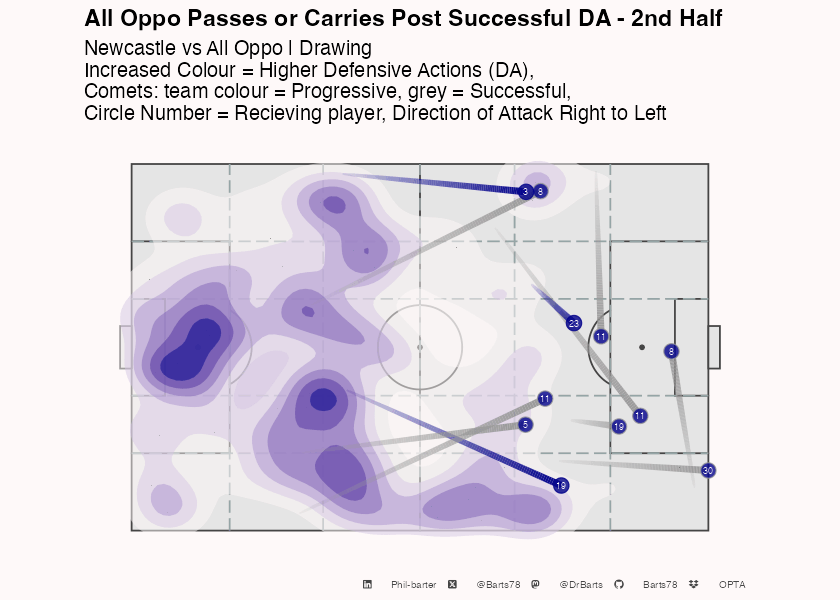 All Oppo Passes or Carries Post Successful DA - 2nd Half
Newcastle vs All Oppo | Drawing
Increased Colour = Higher Defensive Actions (DA),
Comets: team colour = Progressive, grey = Successful,
Circle Number = Recieving player, Direction of Attack Right to Left
3 8
23
11
8
11
11
5
19
19
30
Phil-barter @Barts78 @DrBarts Barts78 OPTA